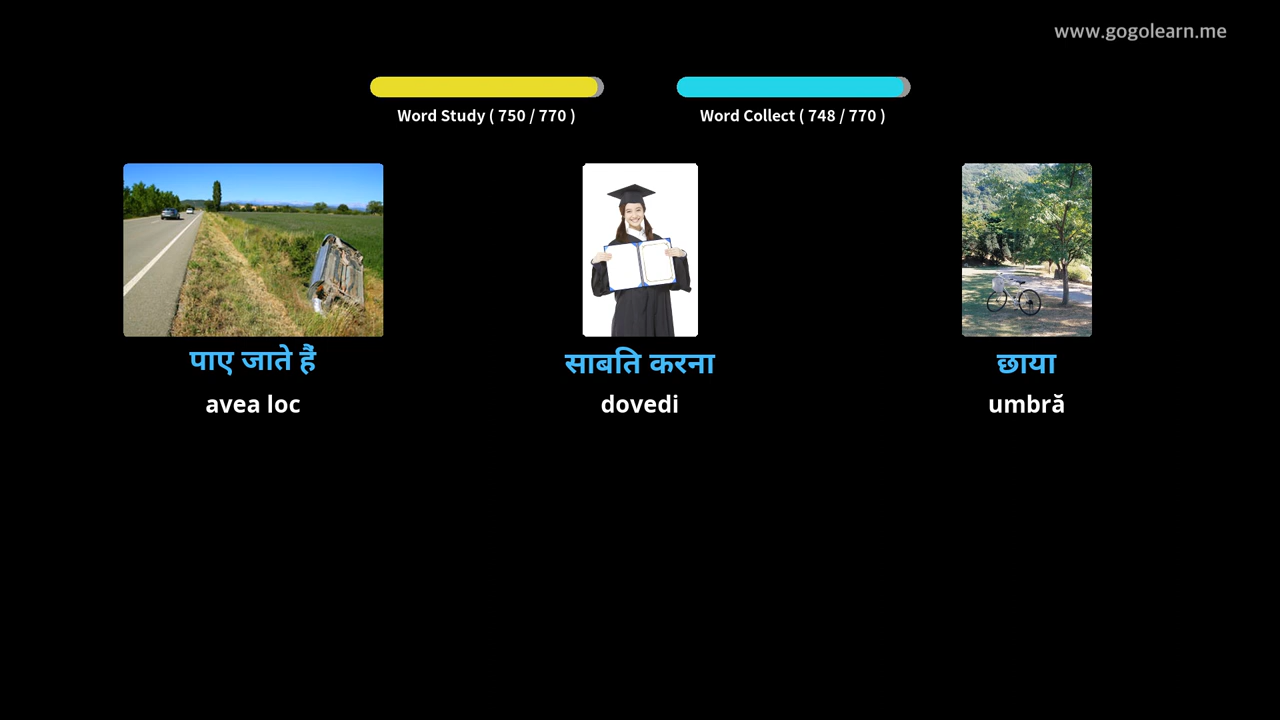 www.gogolearn.me
Word Study ( 750 / 770 )
Word Collect ( 748 / 770 )
पाए जाते हैं
साबति करना
छाया
avea loc
dovedi
umbră